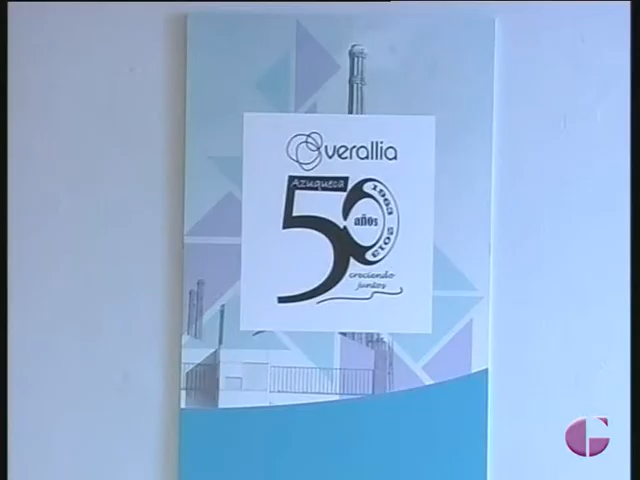 verallia
Azuqueca
50
años
1963 2013
creciendo
juntos
G